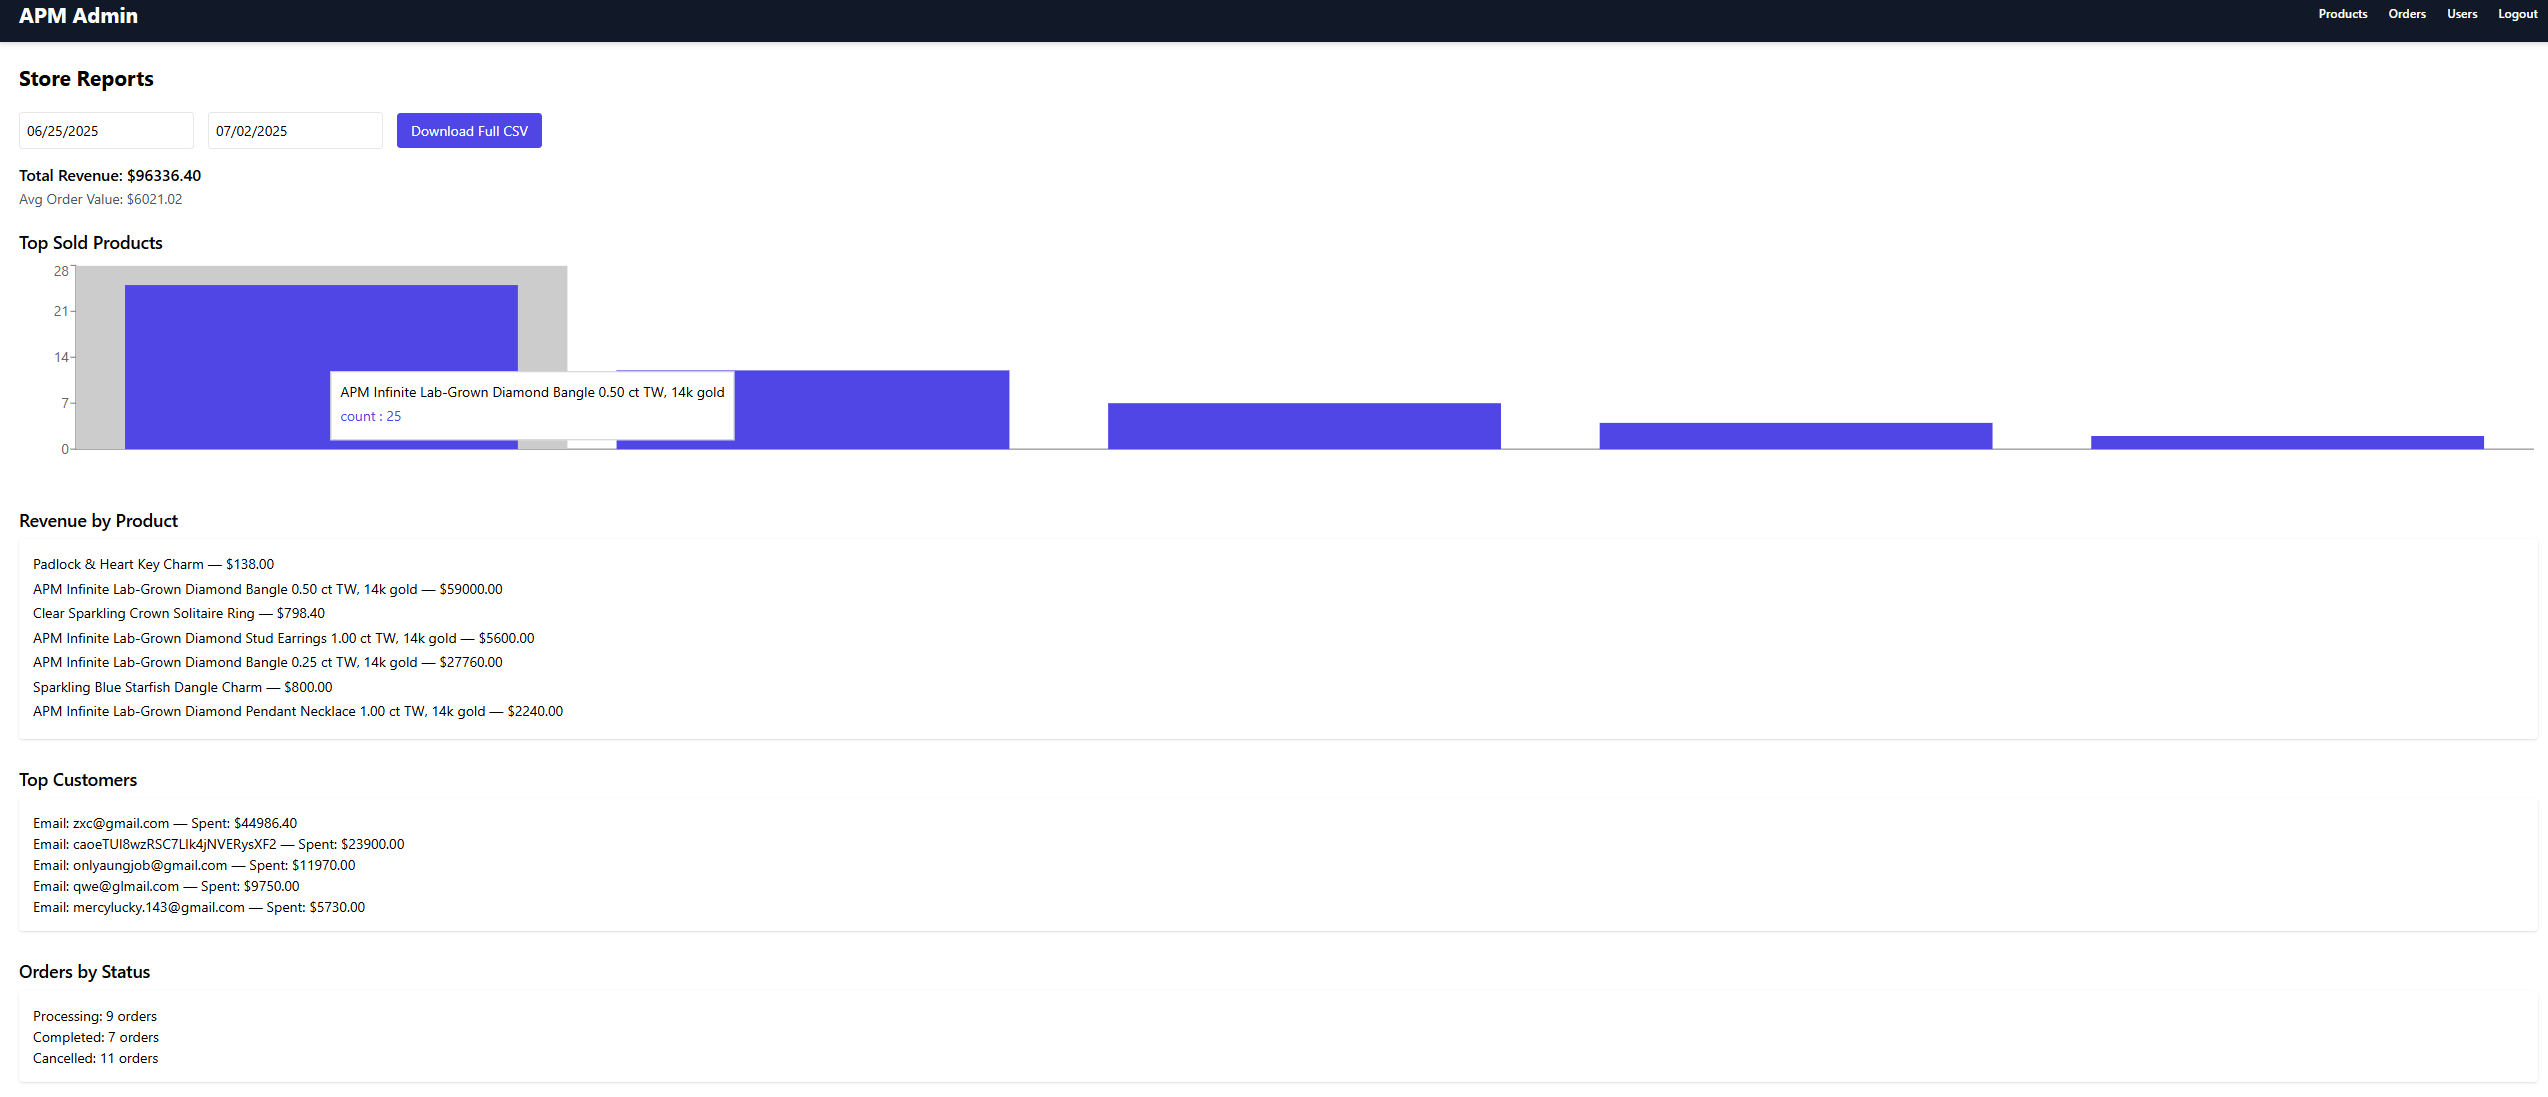 APM Admin
Products Orders Users Logout
Store Reports
06/25/2025 07/02/2025 Download Full CSV
Total Revenue: $96336.40
Avg Order Value: $6021.02
Top Sold Products
28
21
14
7
0
APM Infinite Lab-Grown Diamond Bangle 0.50 ct TW, 14k gold
count : 25
Revenue by Product
Padlock & Heart Key Charm — $138.00
APM Infinite Lab-Grown Diamond Bangle 0.50 ct TW, 14k gold — $59000.00
Clear Sparkling Crown Solitaire Ring — $798.40
APM Infinite Lab-Grown Diamond Stud Earrings 1.00 ct TW, 14k gold — $5600.00
APM Infinite Lab-Grown Diamond Bangle 0.25 ct TW, 14k gold — $27760.00
Sparkling Blue Starfish Dangle Charm — $800.00
APM Infinite Lab-Grown Diamond Pendant Necklace 1.00 ct TW, 14k gold — $2240.00
Top Customers
Email: zxc@gmail.com — Spent: $44986.40
Email: — Spent: $23900.00
Email: onlyaungjob@gmail.com — Spent: $11970.00
Email: qwe@glmail.com — Spent: $9750.00
Email: mercylucky.143@gmail.com — Spent: $5730.00
Orders by Status
Processing: 9 orders
Completed: 7 orders
Cancelled: 11 orders